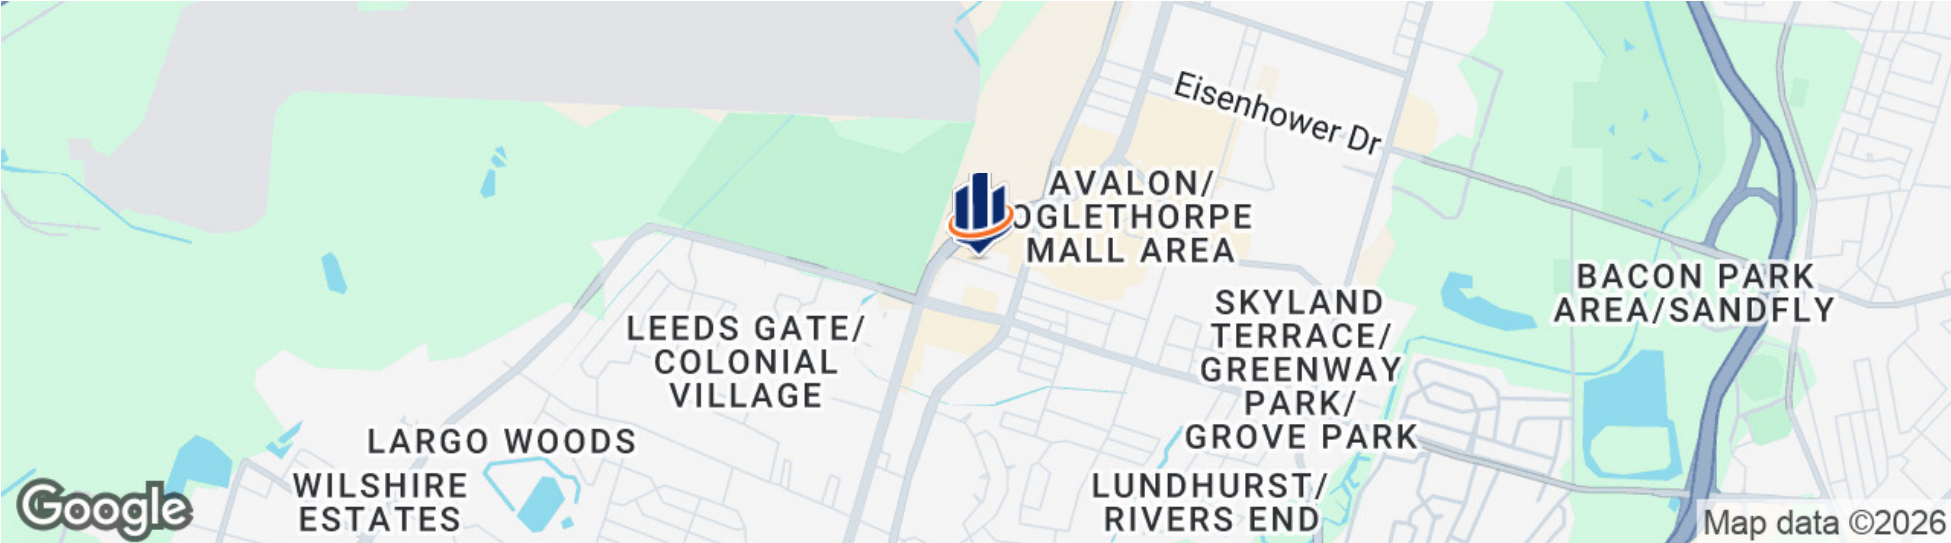 Eisenhower Dr
AVALON/
OGLETHORPE
MALL AREA
BACON PARK
AREA/SANDFLY
SKYLAND
TERRACE/
GREENWAY
PARK/
GROVE PARK
LEEDS GATE/
COLONIAL
VILLAGE
LARGO WOODS
WILSHIRE
ESTATES
LUNDHURST/
RIVERS END
Google
Map data ©2026